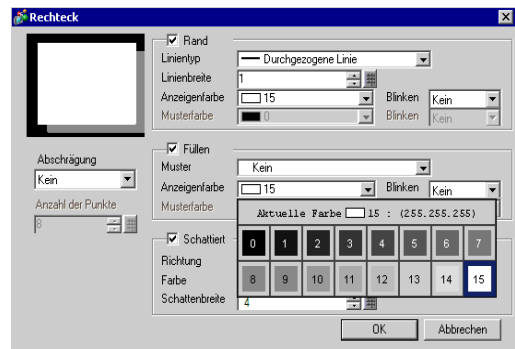 Rechteck
Rand
Linientyp Durchgezogene Linie
Linienbreite 1
Anzeigenfarbe 15 Blinken Kein
Musterfarbe 0 Blinken Kein
Abschrägung
Kein
Anzahl der Punkte
8
Füllen
Muster Kein
Anzeigenfarbe 15 Blinken Kein
Musterfarbe
Aktuelle Farbe 15 : (255.255.255)
0 1 2 3 4 5 6 7
8 9 10 11 12 13 14 15
Schattiert
Richtung
Farbe
Schattenbreite 4
OK Abbrechen